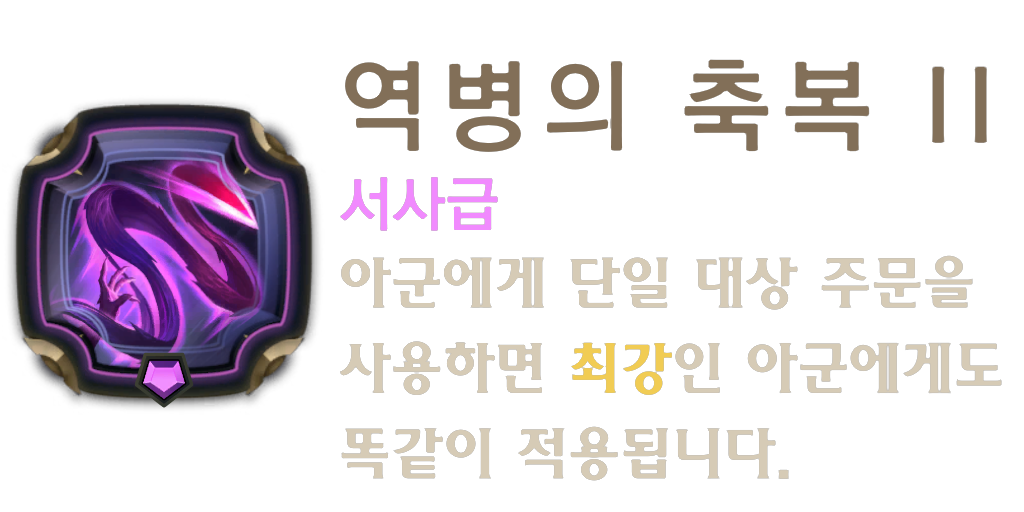 역병의 축복 II
서사급
아군에게 단일 대상 주문을
사용하면 최강인 아군에게도
똑같이 적용됩니다.